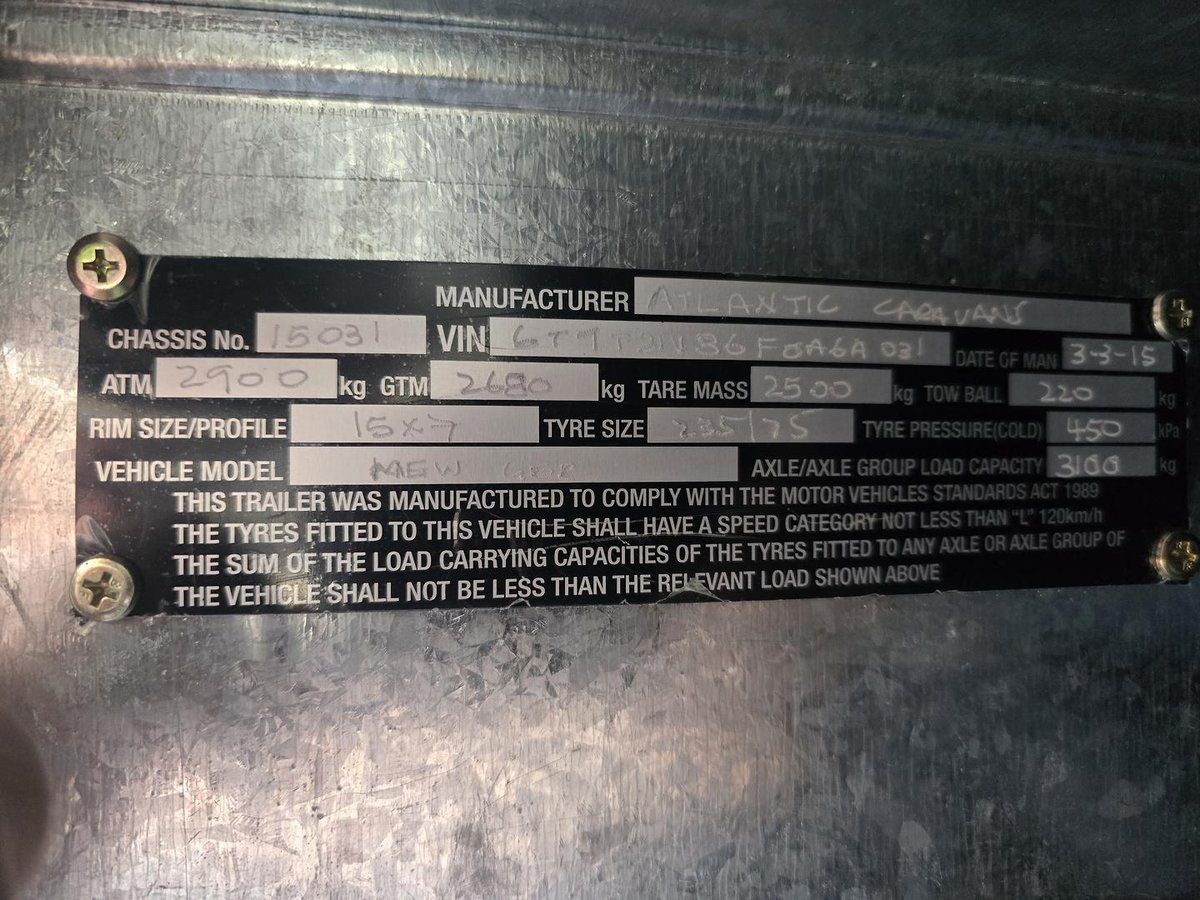 MANUFACTURER ATLANTIC CARAVANS
CHASSIS No. 15031 VIN DATE OF MAN 3-3-15
ATM 2900 kg GTM 2680 kg TARE MASS 2500 kg TOW BALL 220 kg
RIM SIZE/PROFILE 15x7 TYRE SIZE 235/75 TYRE PRESSURE(COLD) 450 kPa
VEHICLE MODEL MEW AXLE/AXLE GROUP LOAD CAPACITY 3100 kg
THIS TRAILER WAS MANUFACTURED TO COMPLY WITH THE MOTOR VEHICLES STANDARDS ACT 1989
THE TYRES FITTED TO THIS VEHICLE SHALL HAVE A SPEED CATEGORY NOT LESS THAN "L" 120km/h
THE SUM OF THE LOAD CARRYING CAPACITIES OF THE TYRES FITTED TO ANY AXLE OR AXLE GROUP OF
THE VEHICLE SHALL NOT BE LESS THAN THE RELEVANT LOAD SHOWN ABOVE